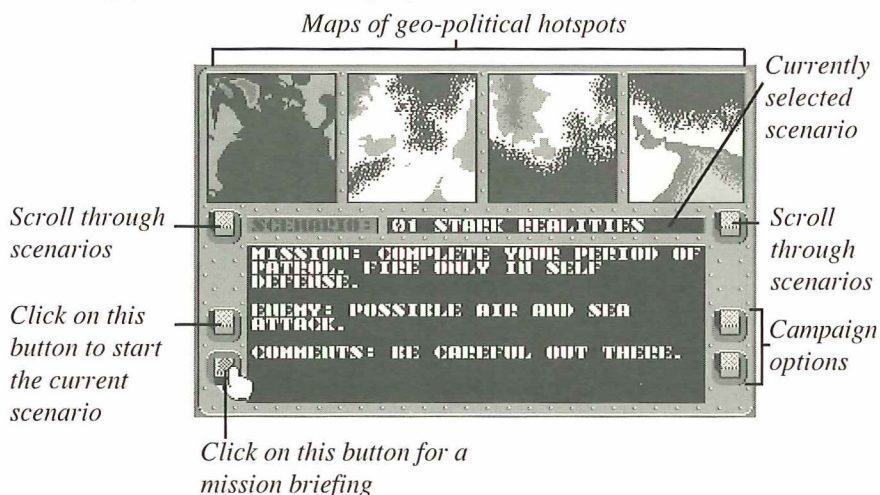 Maps of geo-political hotspots
Currently
selected
scenario
SCENARIO:
01 STARK REALITIES
Scroll through
scenarios
Scroll
through
scenarios
MISSION: COMPLETE YOUR PERIOD OF
PATROL. FIRE ONLY IN SELF
DEFENSE.
ENEMY: POSSIBLE AIR AND SEA
ATTACK.
COMMENTS: BE CAREFUL OUT THERE.
Click on this
button to start
the current
scenario
Campaign
options
Click on this button for a
mission briefing